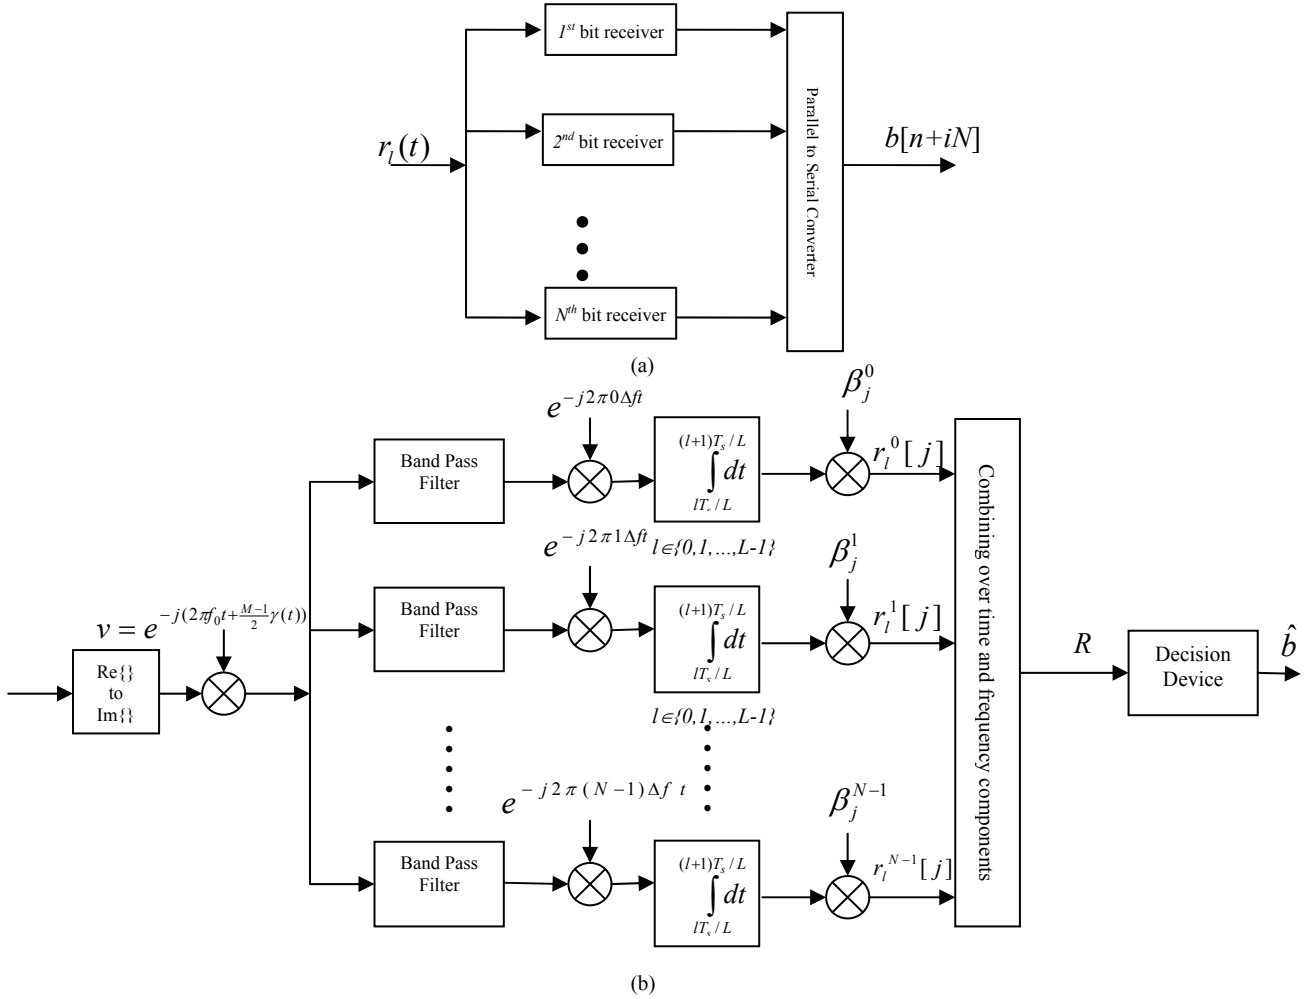 1st bit receiver
2nd bit receiver
Nth bit receiver
r_l(t)
Parallel to Serial Converter
b[n+iN]
(a)
e^{-j2π0Δft}
β_j^0
Band Pass
Filter
(l+1)T_s / L
∫dt
lT_s / L
r_l^0[j]
l∈{0,1,...,L-1}
e^{-j2π1Δft}
β_j^1
Band Pass
Filter
(l+1)T_s / L
∫dt
lT_s / L
r_l^1[j]
l∈{0,1,...,L-1}
v = e^{-j(2πf_0t+\frac{M-1}{2}γ(t))}
Re{}
to
Im{}
e^{-j2π(N-1)Δf t}
β_j^{N-1}
Band Pass
Filter
(l+1)T_s / L
∫dt
lT_s / L
r_l^{N-1}[j]
Combining over time and frequency components
R
Decision
Device
b̂
(b)